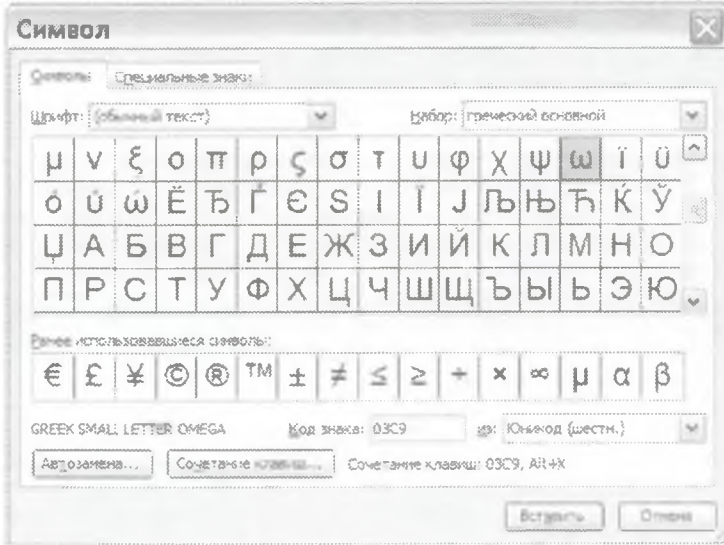 Символ
Символы Специальные знаки
Шрифт: (обычный текст) Набор: греческий основной
μ ν ξ ο π ρ ς σ τ υ φ χ ψ ω ϊ ϋ
ό ύ ώ Ё Ђ Ѓ Є Ѕ І Ї Ј Љ Њ Ћ Ќ Ў
Џ А Б В Г Д Е Ж З И Й К Л М Н О
П Р С Т У Ф Х Ц Ч Ш Щ Ъ Ы Ь Э Ю
Ранее использовавшиеся символы:
€ £ ¥ © ® ™ ± ≠ ≤ ≥ ÷ × ∞ µ α β
GREEK SMALL LETTER OMEGA Код знака: 03C9 из: Юникод (шестн.)
Автозамена... Сочетание клавиш... Сочетание клавиш: 03C9, Alt+X
Вставить Отмена